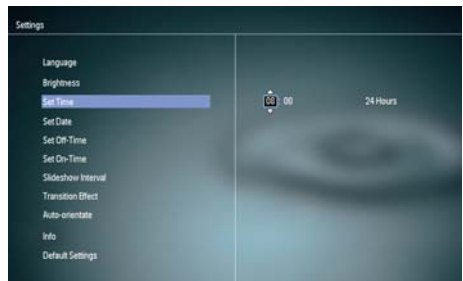 Settings
Language
Brightness
Set Time
00 : 00 24 Hours
Set Date
Set Off-Time
Set On-Time
Slideshow Interval
Transition Effect
Auto-orientate
Info
Default Settings